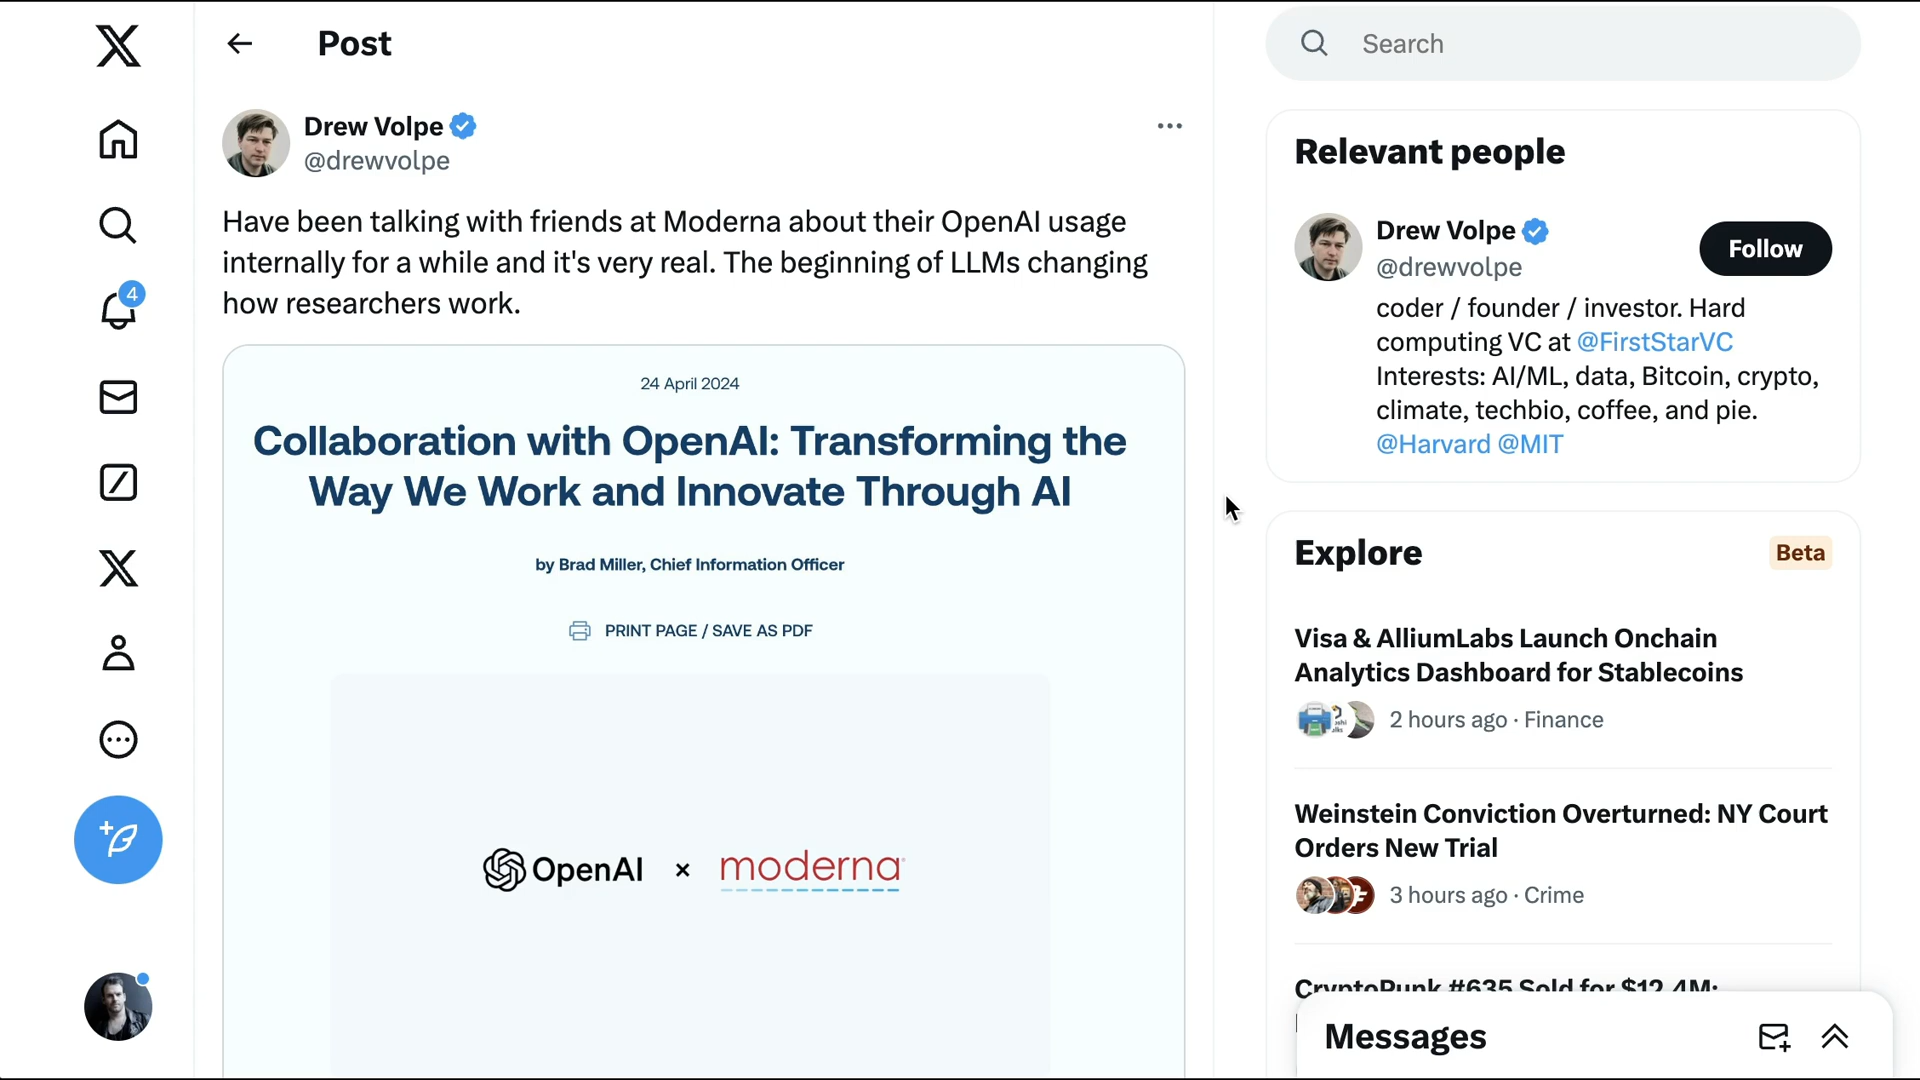 Post
Drew Volpe
@drewvolpe
Have been talking with friends at Moderna about their OpenAI usage
internally for a while and it's very real. The beginning of LLMs changing
how researchers work.
24 April 2024
Collaboration with OpenAI: Transforming the
Way We Work and Innovate Through AI
by Brad Miller, Chief Information Officer
PRINT PAGE / SAVE AS PDF
OpenAI × moderna
4
Search
Relevant people
Drew Volpe
@drewvolpe
Follow
coder / founder / investor. Hard
computing VC at @FirstStarVC
Interests: AI/ML, data, Bitcoin, crypto,
climate, techbio, coffee, and pie.
@Harvard @MIT
Explore
Beta
Visa & AlliumLabs Launch Onchain
Analytics Dashboard for Stablecoins
2 hours ago · Finance
Weinstein Conviction Overturned: NY Court
Orders New Trial
3 hours ago · Crime
CryptoPunk #635 Sold for $12.4M:
Messages